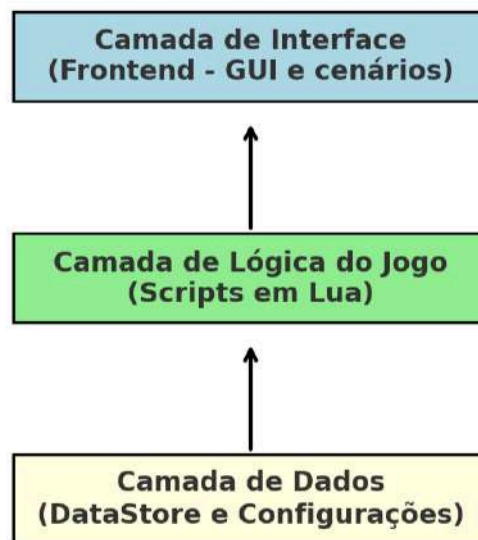 Camada de Interface
(Frontend - GUI e cenários)
Camada de Lógica do Jogo
(Scripts em Lua)
Camada de Dados
(DataStore e Configurações)